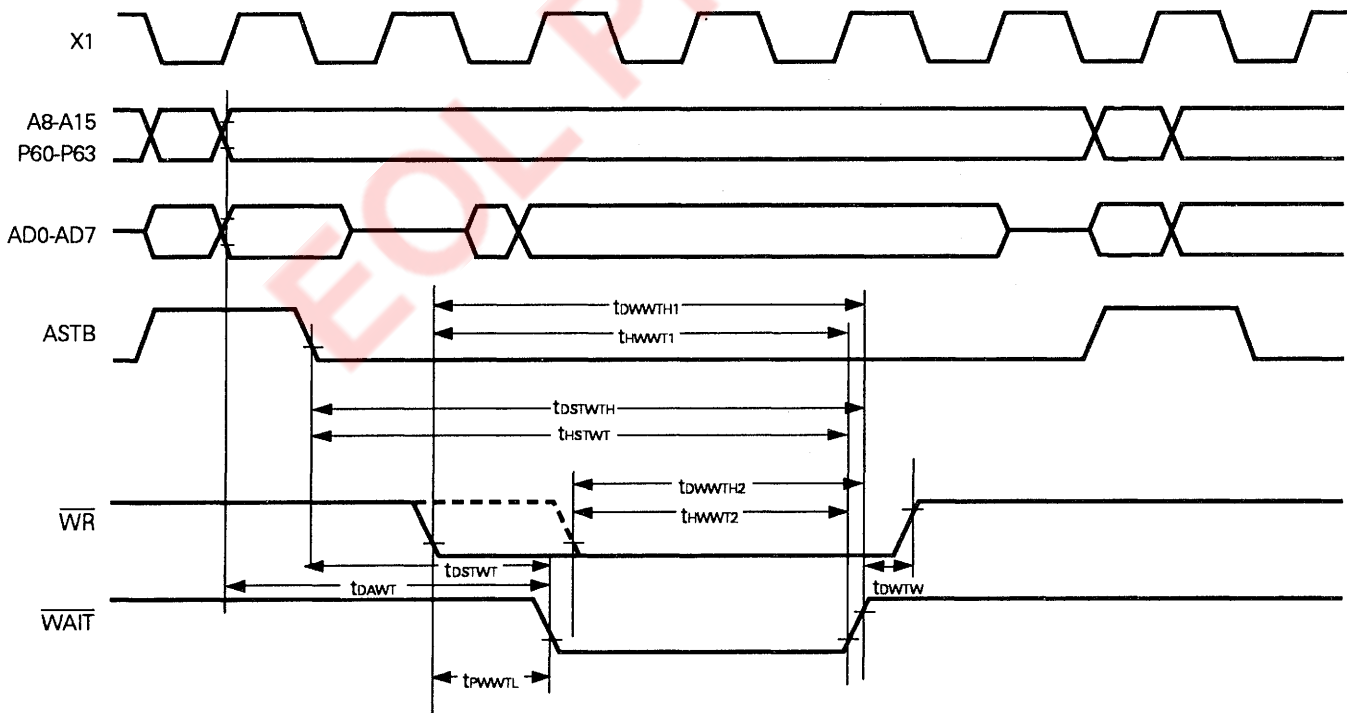 X1
A8-A15
P60-P63
AD0-AD7
tDWWTH1
tHWWT1
ASTB
tDSTWTH
tHSTWT
tDWWTH2
tHWWT2
WR
tDSTWT
tDAWT
tDWTW
WAIT
tPWWTL
EOL P